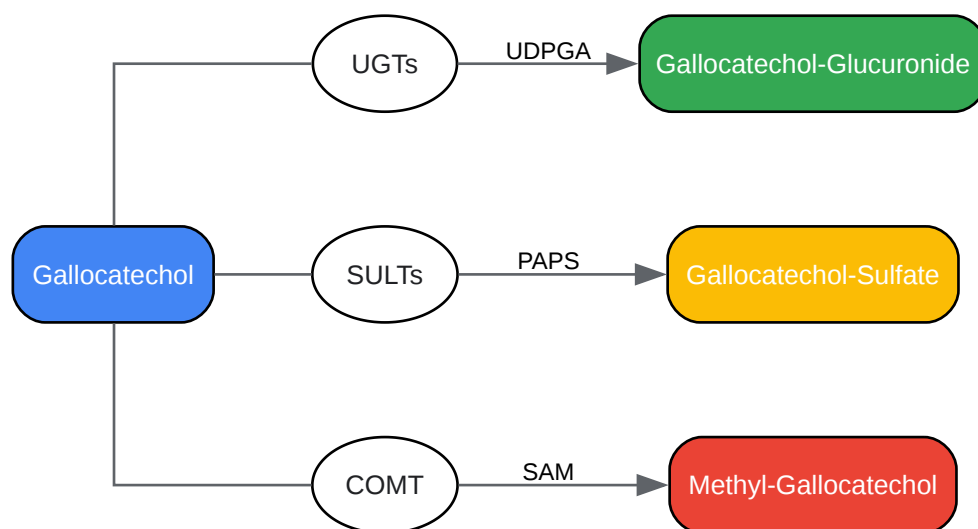 UGTs
UDPGA
Gallocatechol-Glucuronide
Gallocatechol
SULTs
PAPS
Gallocatechol-Sulfate
COMT
SAM
Methyl-Gallocatechol